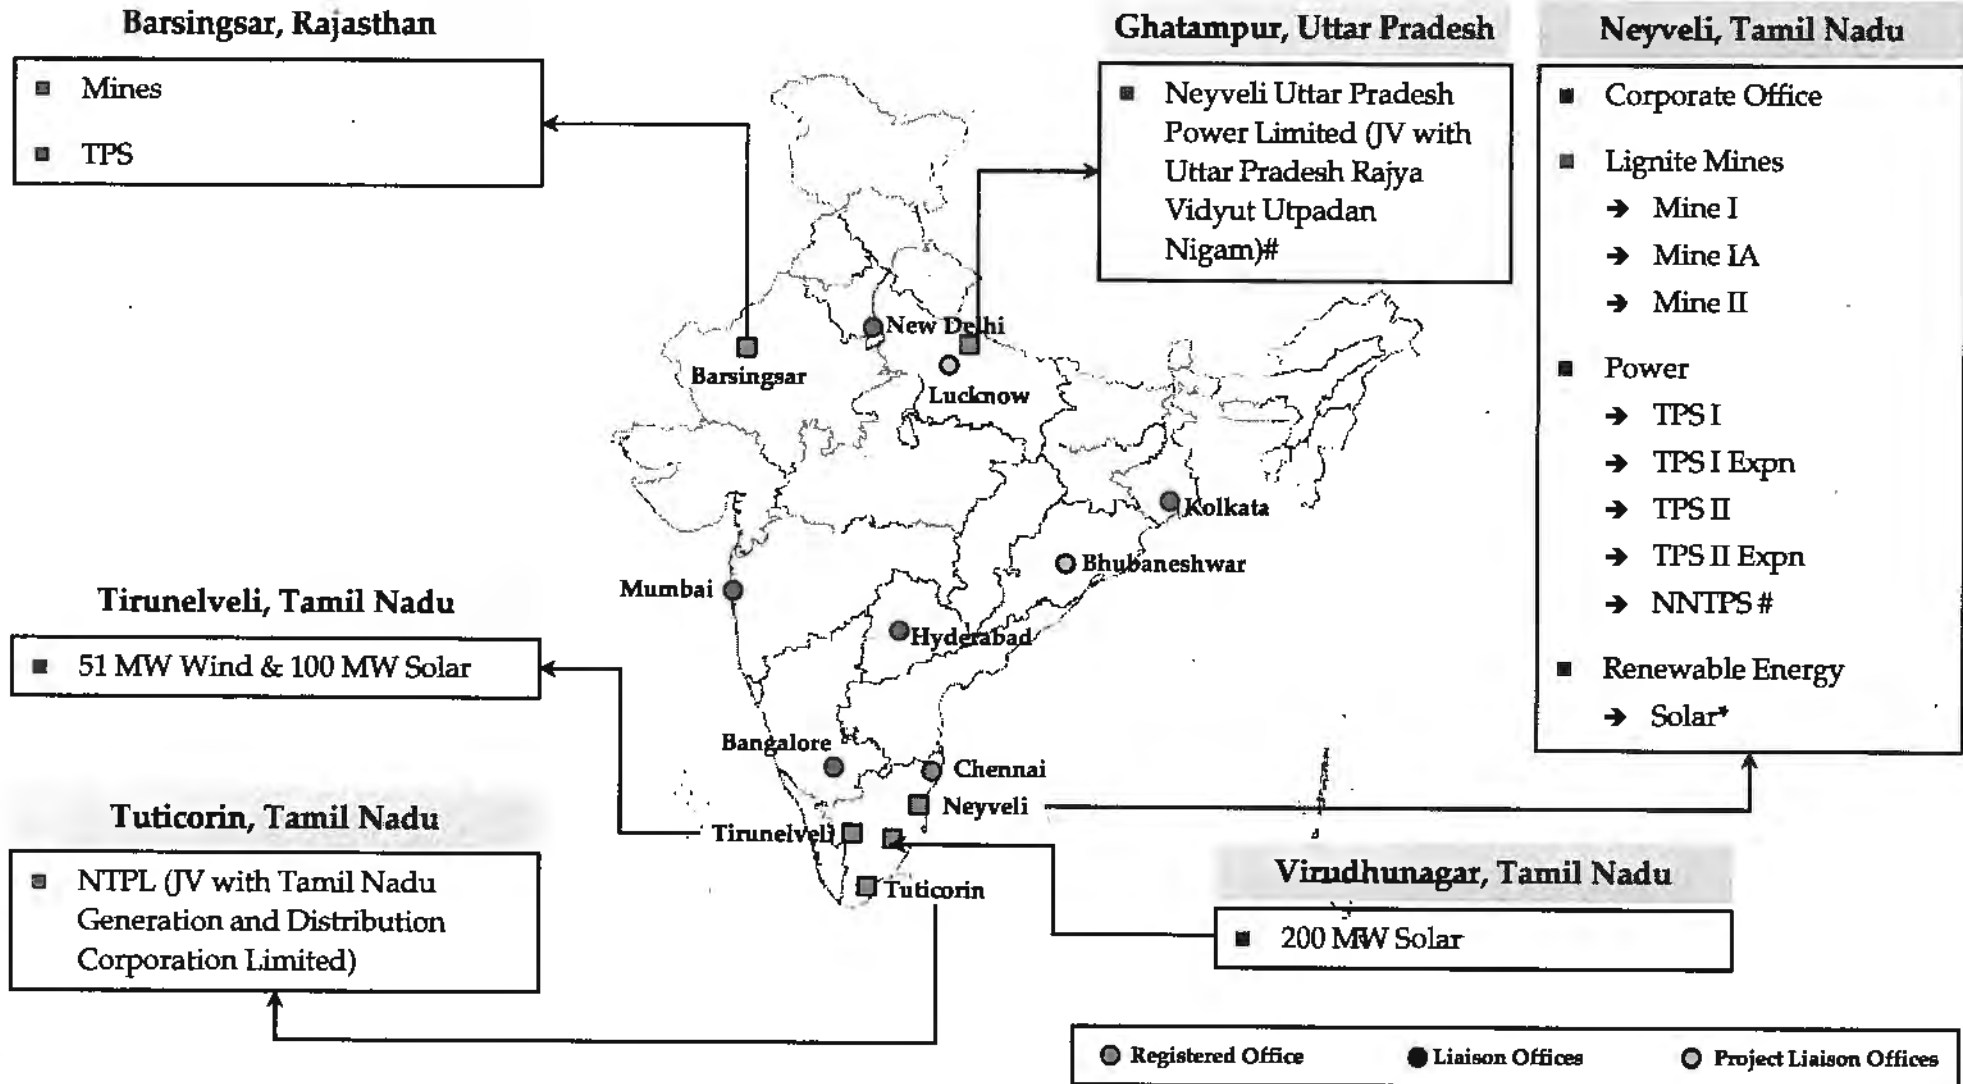 Barsingsar, Rajasthan
Mines
TPS
Ghatampur, Uttar Pradesh
Neyveli Uttar Pradesh
Power Limited (JV with
Uttar Pradesh Rajya
Vidyut Utpadan
Nigam)#
Neyveli, Tamil Nadu
Corporate Office
Lignite Mines
→ Mine I
→ Mine IA
→ Mine II
Power
→ TPS I
→ TPS I Expn
→ TPS II
→ TPS II Expn
→ NNTPS #
Renewable Energy
→ Solar*
New Delhi
Barsingsar
Lucknow
Kolkata
Bhubaneshwar
Mumbai
Hyderabad
Bangalore
Chennai
Neyveli
Tirunelveli
Tuticorin
Tirunelveli, Tamil Nadu
51 MW Wind & 100 MW Solar
Tuticorin, Tamil Nadu
NTPL (JV with Tamil Nadu
Generation and Distribution
Corporation Limited)
Virudhunagar, Tamil Nadu
200 MW Solar
Registered Office
Liaison Offices
Project Liaison Offices